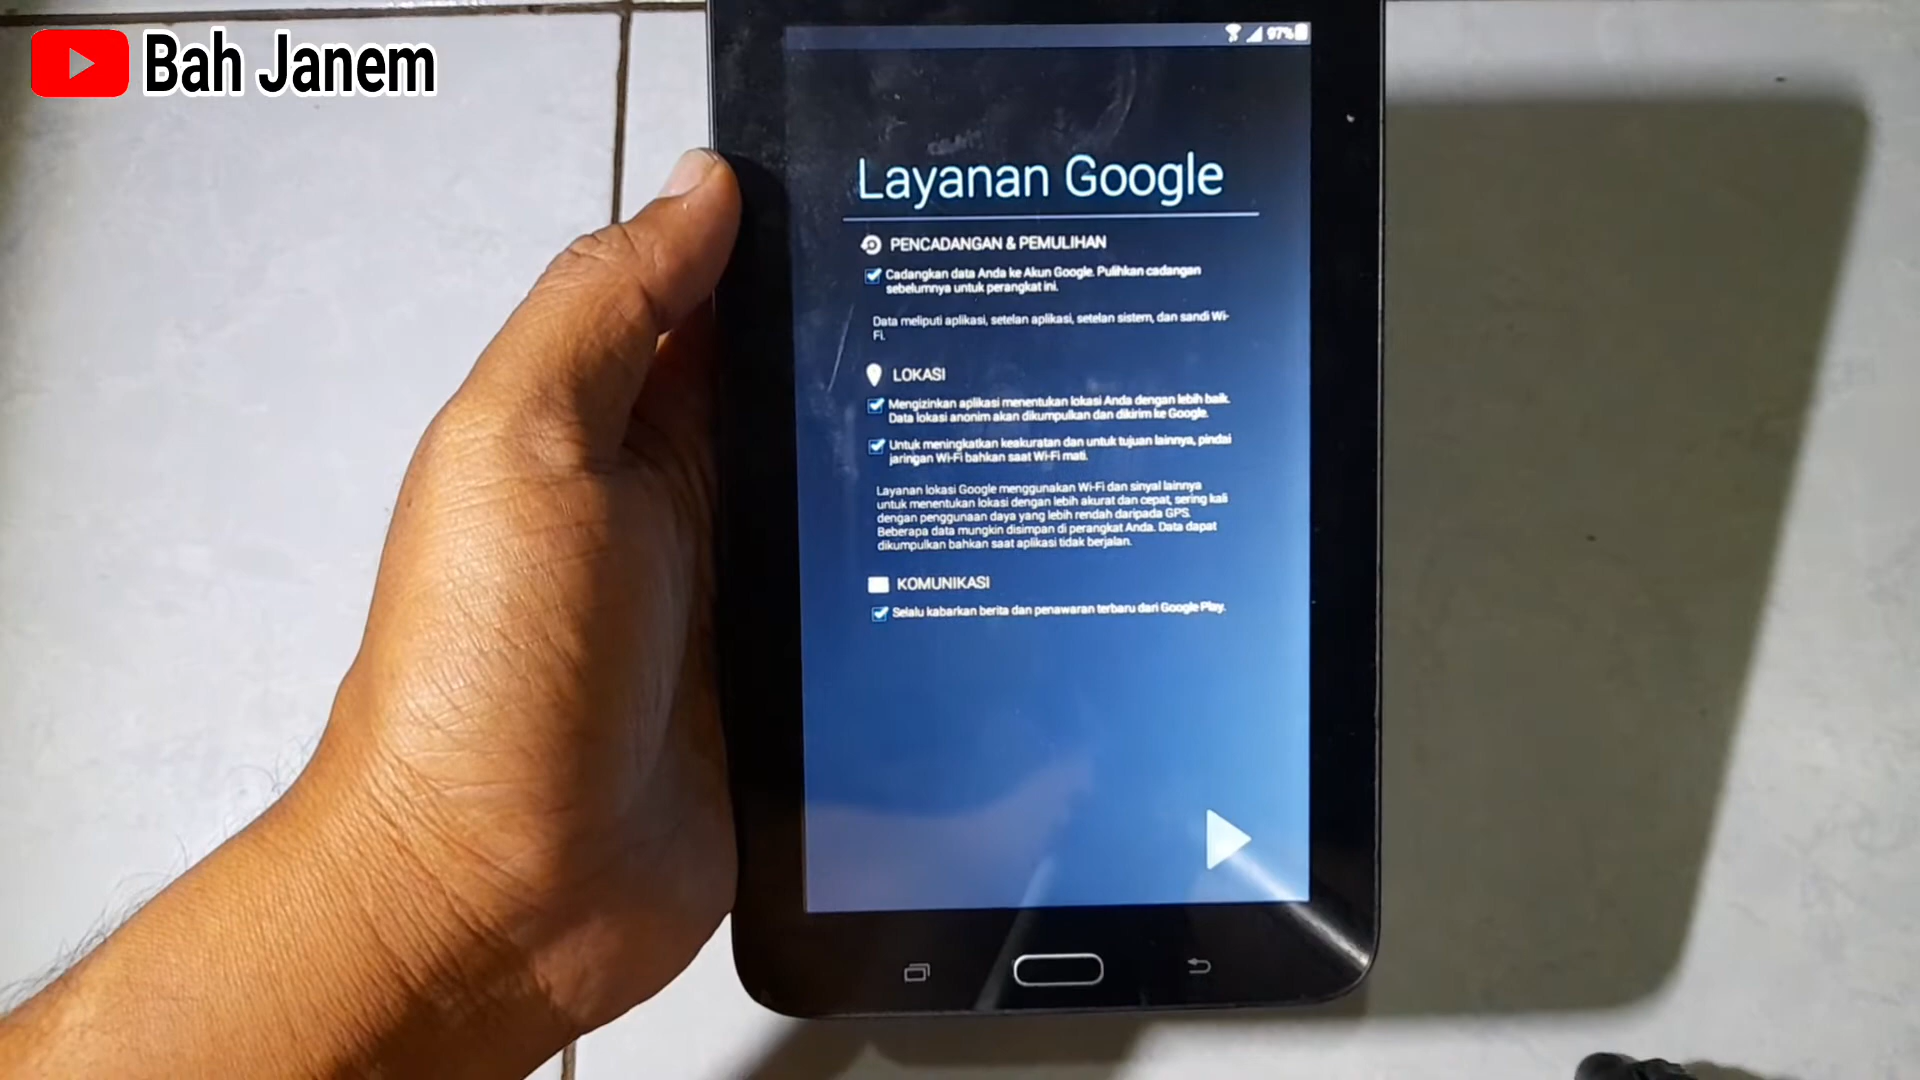 Bah Janem
97%
Layanan Google
PENCADANGAN & PEMULIHAN
Cadangkan data Anda ke Akun Google. Pulihkan cadangan
sebelumnya untuk perangkat ini.
Data meliputi aplikasi, setelan aplikasi, setelan sistem, dan sandi Wi-
Fi.
LOKASI
Mengizinkan aplikasi menentukan lokasi Anda dengan lebih baik.
Data lokasi anonim akan dikumpulkan dan dikirim ke Google.
Untuk meningkatkan keakuratan dan untuk tujuan lainnya, pindai
jaringan Wi-Fi bahkan saat Wi-Fi mati.
Layanan lokasi Google menggunakan Wi-Fi dan sinyal lainnya
untuk menentukan lokasi dengan lebih akurat dan cepat, sering kali
dengan penggunaan daya yang lebih rendah daripada GPS.
Beberapa data mungkin disimpan di perangkat Anda. Data dapat
dikumpulkan bahkan saat aplikasi tidak berjalan.
KOMUNIKASI
Selalu kabarkan berita dan penawaran terbaru dari Google Play.